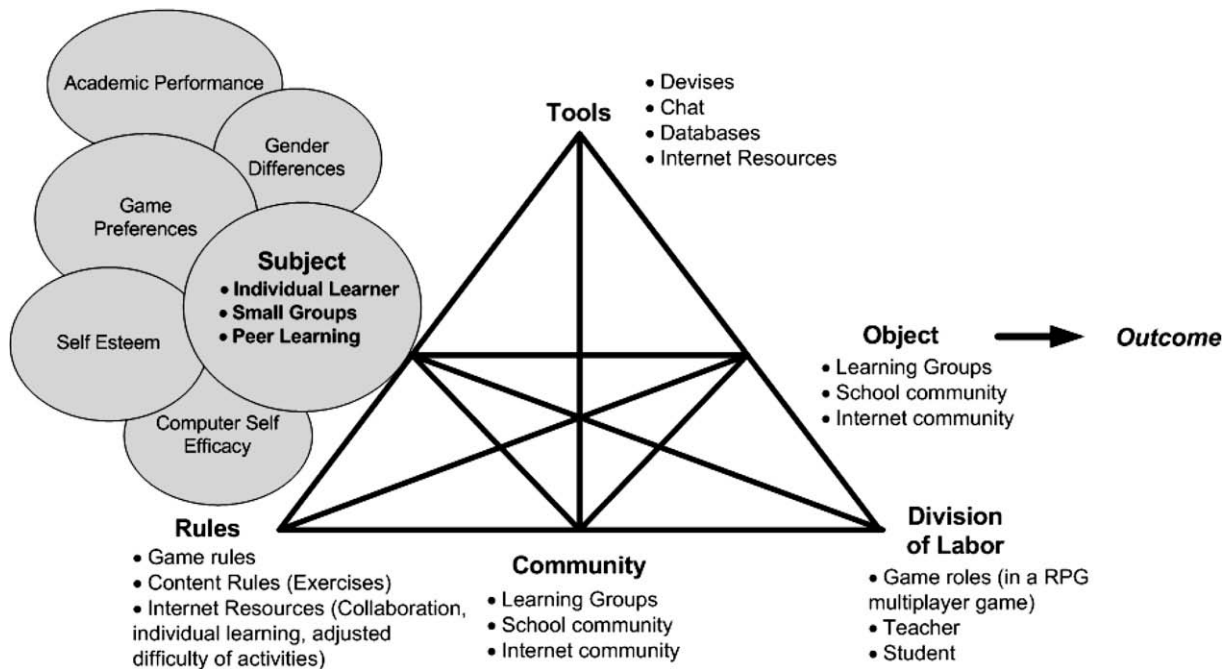 Academic Performance
Gender
Differences
Game
Preferences
Subject
• Individual Learner
• Small Groups
• Peer Learning
Self Esteem
Computer Self
Efficacy
Tools
• Devises
• Chat
• Databases
• Internet Resources
Object
• Learning Groups
• School community
• Internet community
Outcome
Rules
• Game rules
• Content Rules (Exercises)
• Internet Resources (Collaboration,
individual learning, adjusted
difficulty of activities)
Community
• Learning Groups
• School community
• Internet community
Division
of Labor
• Game roles (in a RPG
multiplayer game)
• Teacher
• Student